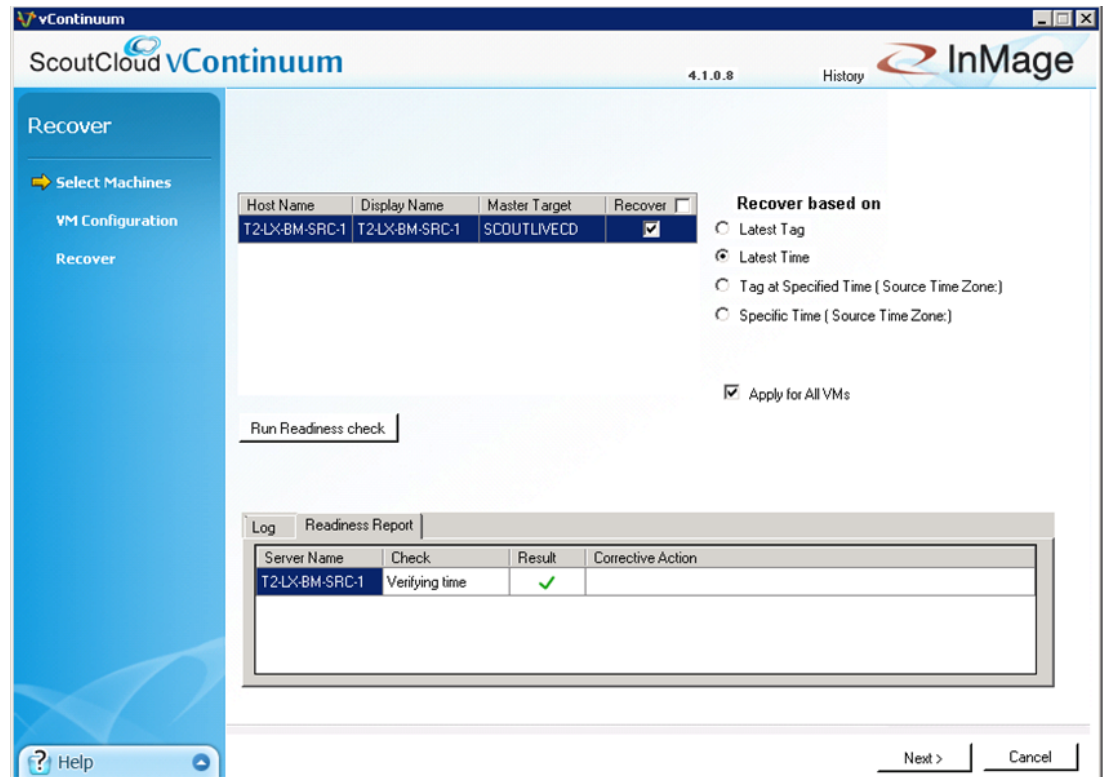 vContinuum
ScoutCloud vContinuum
4.1.0.8
History
InMage
Recover
Select Machines
VM Configuration
Recover
Host Name Display Name Master Target Recover
T2-LX-BM-SRC-1 T2-LX-BM-SRC-1 SCOUTLIVECD
Recover based on
Latest Tag
Latest Time
Tag at Specified Time ( Source Time Zone:)
Specific Time ( Source Time Zone:)
Apply for All VMs
Run Readiness check
Log Readiness Report
Server Name Check Result Corrective Action
T2-LX-BM-SRC-1 Verifying time
? Help
Next > Cancel